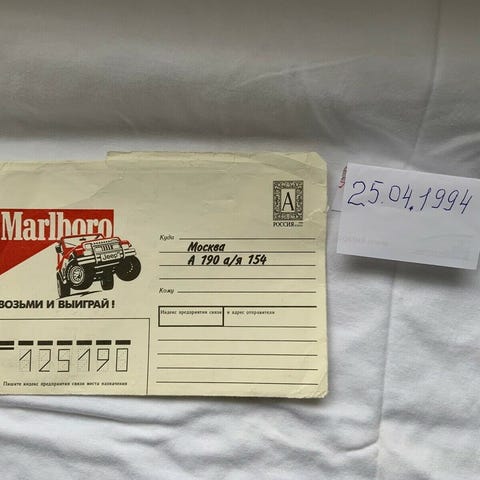 Marlboro
Jeep
ВОЗЬМИ И ВЫИГРАЙ!
125190
Пишите индекс предприятия связи места назначения
А
РОССИЯ
Куда
Москва
А 190 а/я 154
Кому
Индекс предприятия связи и адрес отправителя
25.04.1994